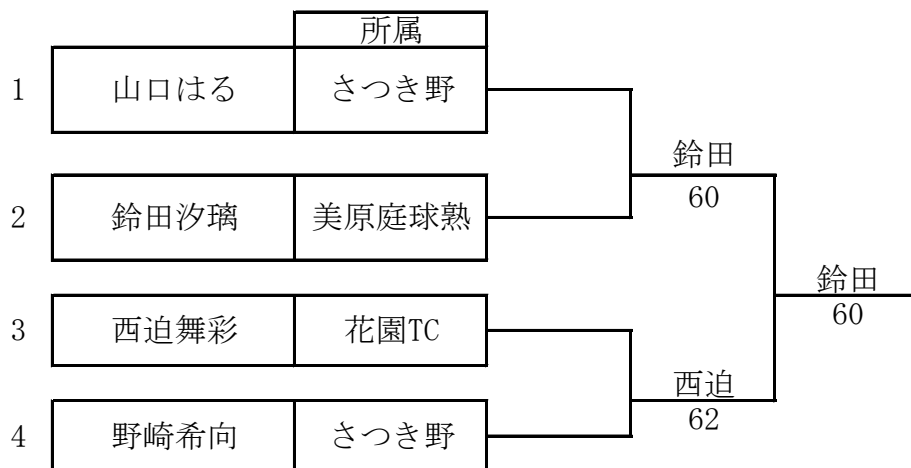 所属
1 山口はる さつき野
鈴田
60
2 鈴田汐璃 美原庭球熟
鈴田
60
3 西迫舞彩 花園TC
西迫
62
4 野崎希向 さつき野